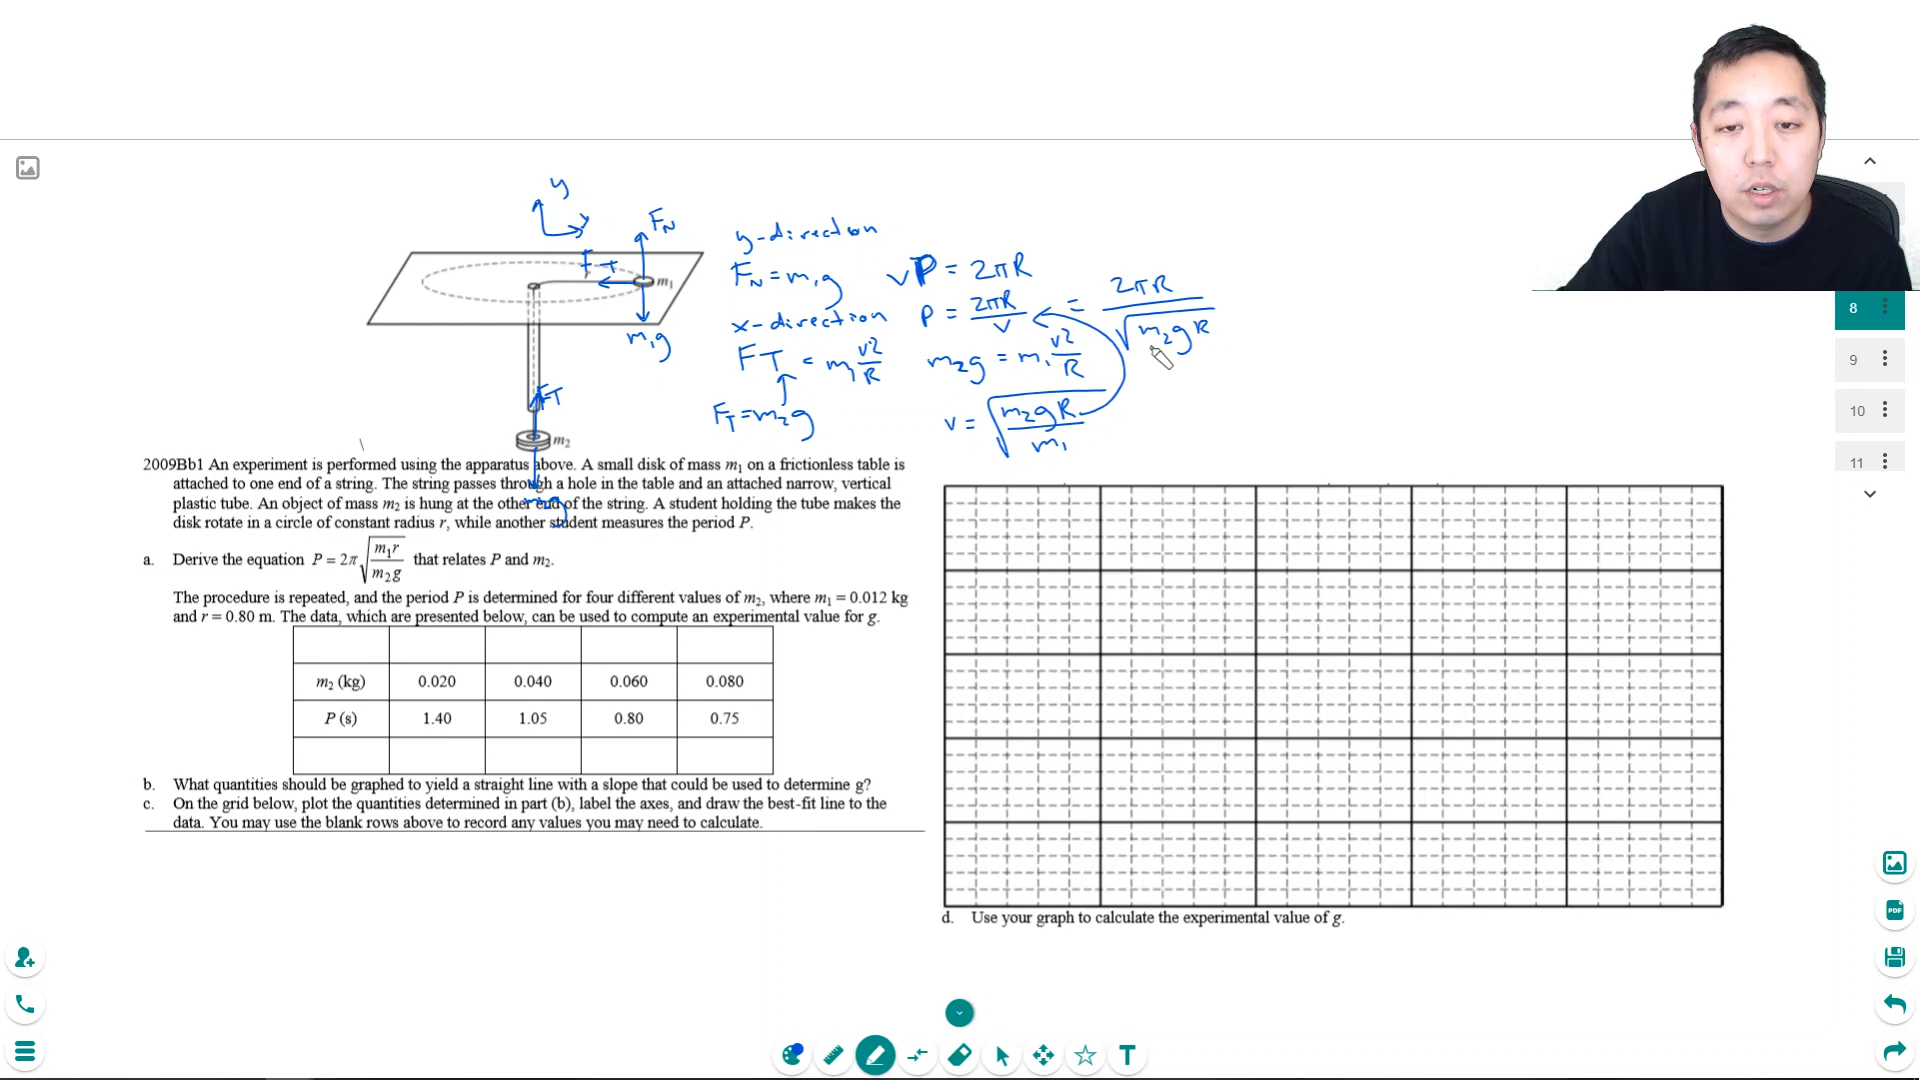 y
F_N
F_T
m₁
m₁g
F_T
m₂
m₂g
y-direction
F_N = m₁g
x-direction
F_T = m₁ v²/R
F_T = m₂g
vP = 2πR
P = 2πR/v = 2πR/√(m₂gR
m₂g = m₁ v²/R
v = √(m₂gR/m₁)
2009Bb1 An experiment is performed using the apparatus above. A small disk of mass m₁ on a frictionless table is
attached to one end of a string. The string passes through a hole in the table and an attached narrow, vertical
plastic tube. An object of mass m₂ is hung at the other end of the string. A student holding the tube makes the
disk rotate in a circle of constant radius r, while another student measures the period P.
a. Derive the equation P = 2π√(m₁r/m₂g) that relates P and m₂.
The procedure is repeated, and the period P is determined for four different values of m₂, where m₁ = 0.012 kg
and r = 0.80 m. The data, which are presented below, can be used to compute an experimental value for g.
m₂ (kg) 0.020 0.040 0.060 0.080
P (s) 1.40 1.05 0.80 0.75
b. What quantities should be graphed to yield a straight line with a slope that could be used to determine g?
c. On the grid below, plot the quantities determined in part (b), label the axes, and draw the best-fit line to the
data. You may use the blank rows above to record any values you may need to calculate.
d. Use your graph to calculate the experimental value of g.
8
9
10
11
PDF
T